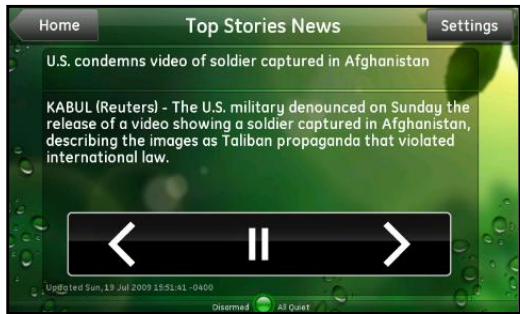 Home
Top Stories News
Settings
U.S. condemns video of soldier captured in Afghanistan
KABUL (Reuters) - The U.S. military denounced on Sunday the
release of a video showing a soldier captured in Afghanistan,
describing the images as Taliban propaganda that violated
international law.
Updated Sun, 19 Jul 2009 15:51:41 -0400
Disarmed
All Quiet